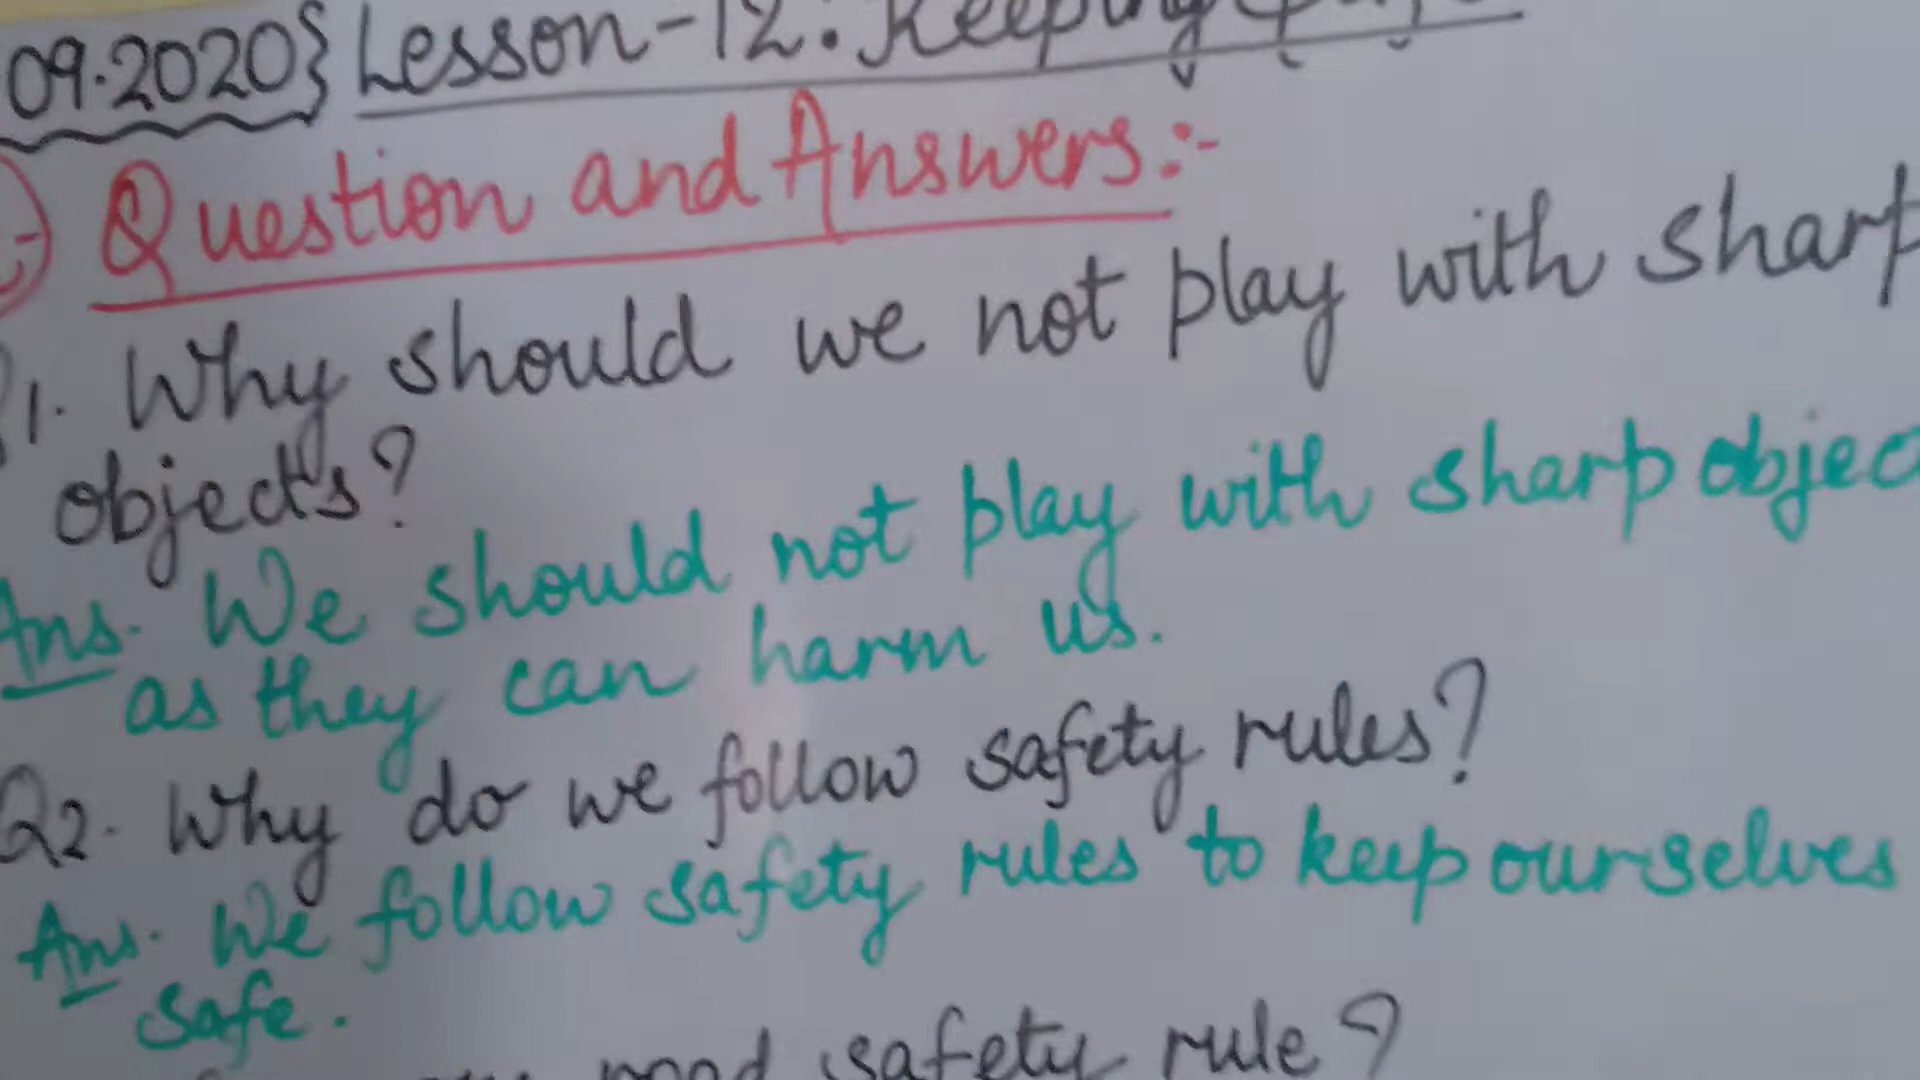 09.2020} Lesson-12: Keeping
Question and Answers:-
1. Why should we not play with sharp
objects?
Ans. We should not play with sharp objec
as they can harm us.
Q2. Why do we follow safety rules?
Ans. We follow safety rules to keep ourselves
safe.
road safety rule?